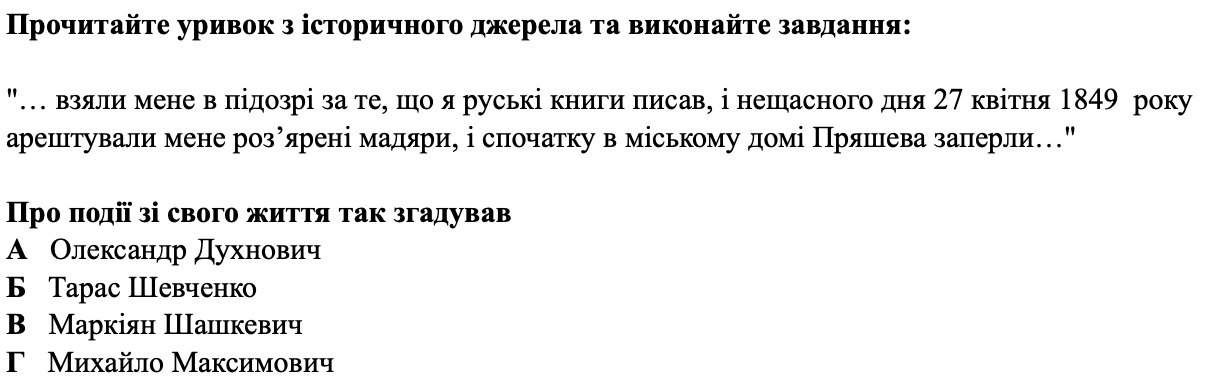 Прочитайте уривок з історичного джерела та виконайте завдання:
"… взяли мене в підозрі за те, що я руські книги писав, і нещасного дня 27 квітня 1849 року
арештували мене роз’ярені мадяри, і спочатку в міському домі Пряшева заперли…"
Про події зі свого життя так згадував
А Олександр Духнович
Б Тарас Шевченко
В Маркіян Шашкевич
Г Михайло Максимович